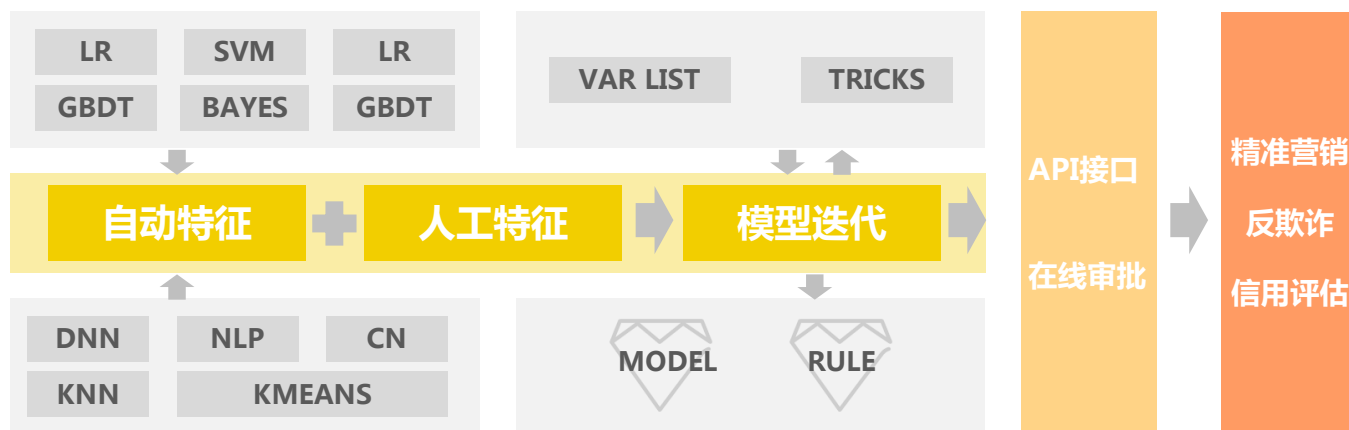 LR SVM LR
GBDT BAYES GBDT
VAR LIST TRICKS
自动特征 人工特征 模型迭代
DNN NLP CN
KNN KMEANS
MODEL RULE
API接口
在线审批
精准营销
反欺诈
信用评估